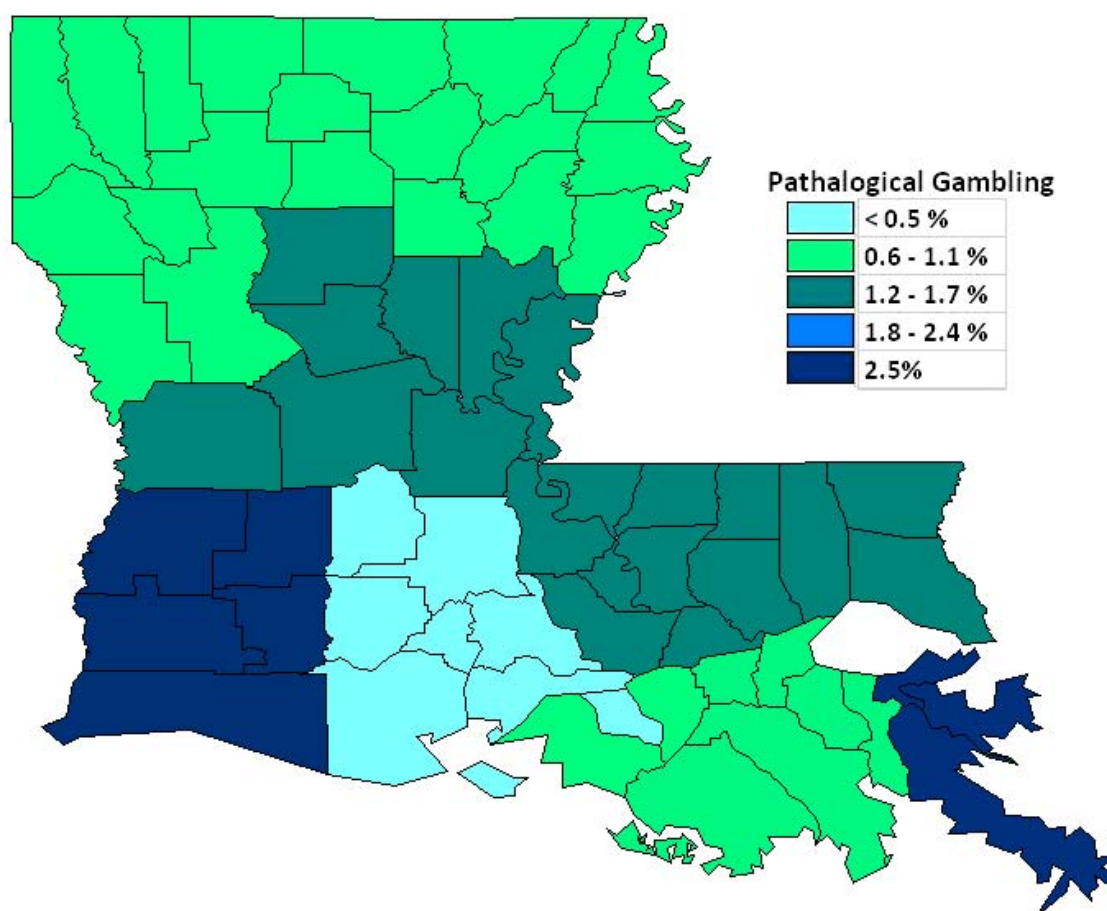 Pathalogical Gambling
< 0.5 %
0.6 - 1.1 %
1.2 - 1.7 %
1.8 - 2.4 %
2.5%